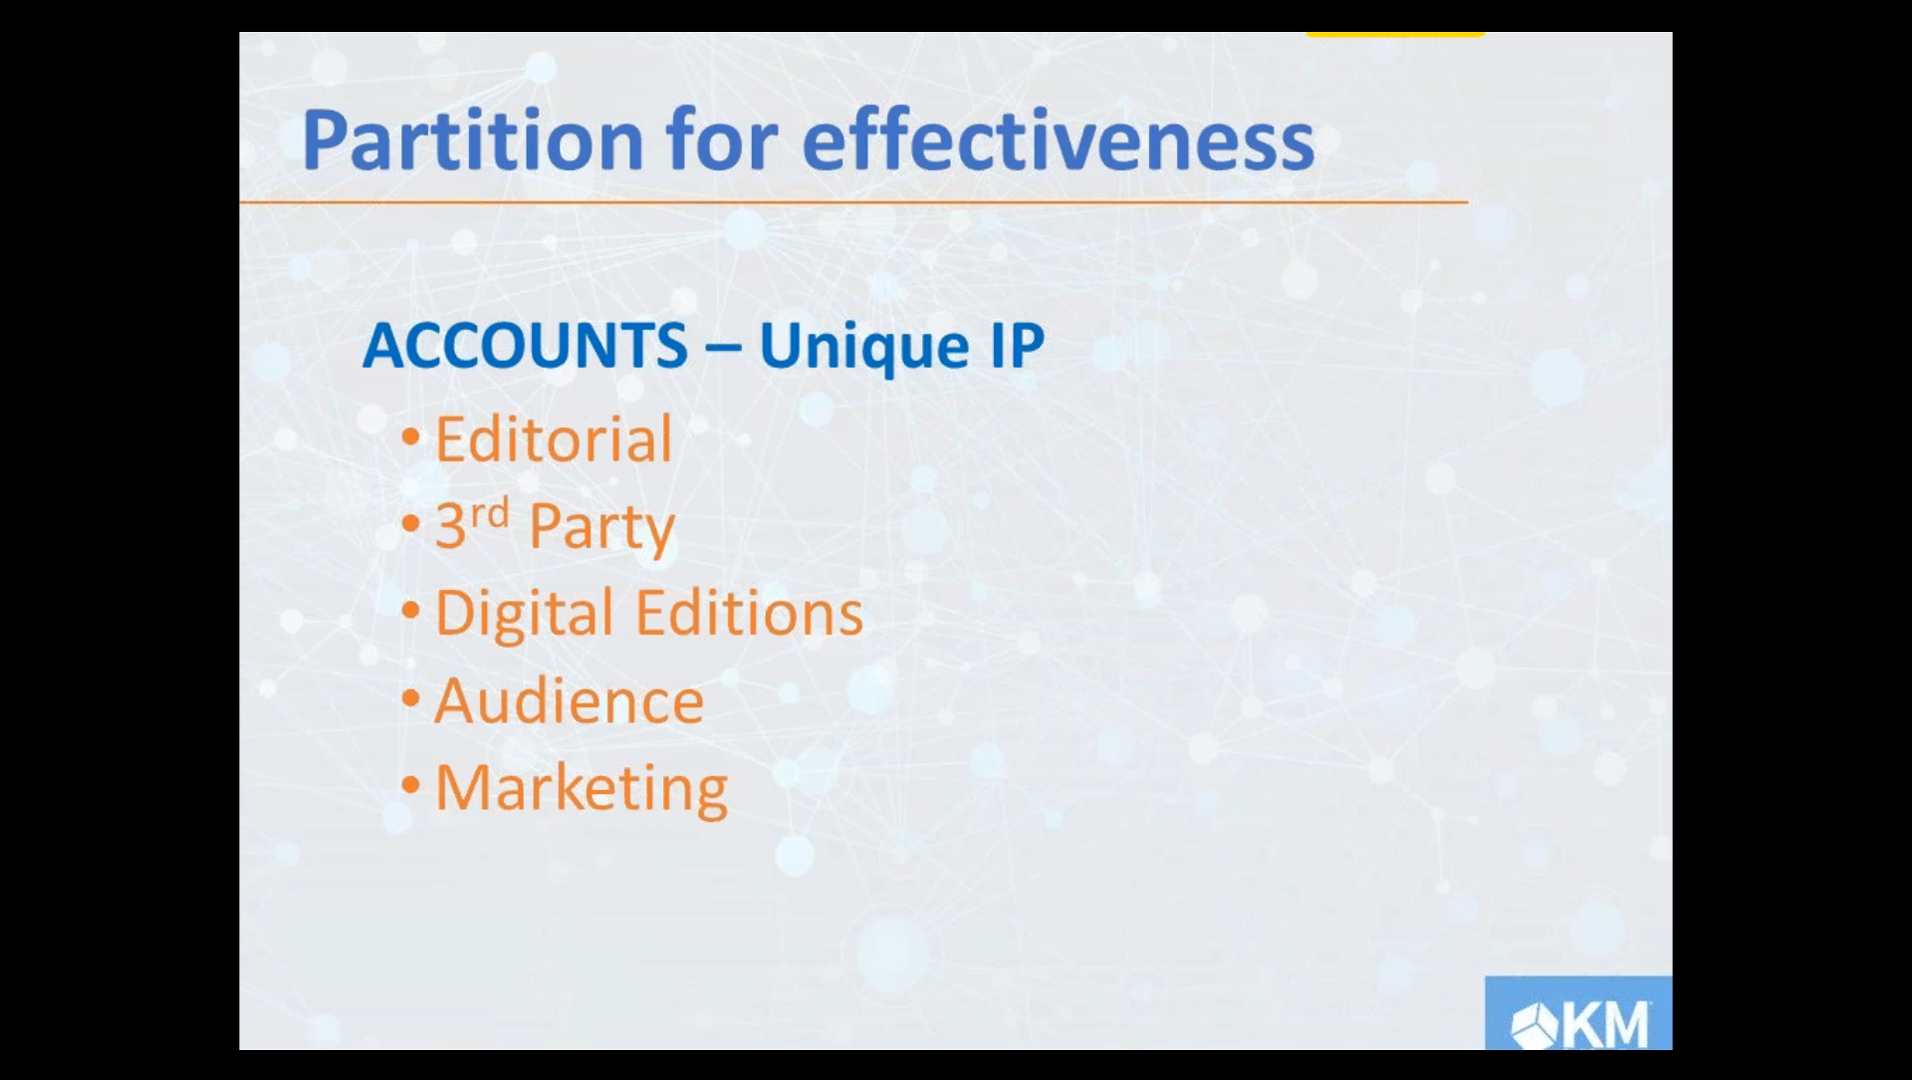 Partition for effectiveness
ACCOUNTS – Unique IP
• Editorial
• 3rd Party
• Digital Editions
• Audience
• Marketing
KM